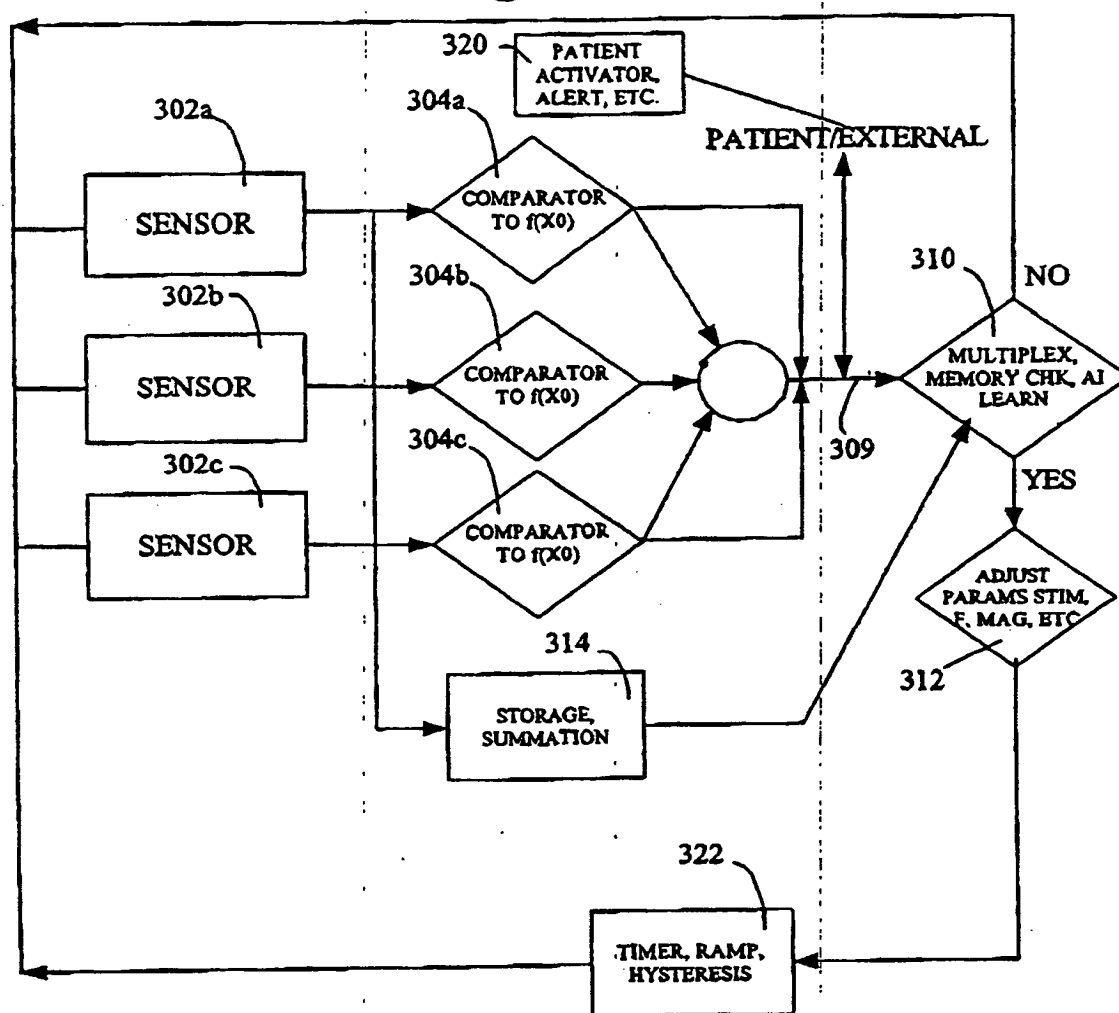 320
PATIENT
ACTIVATOR,
ALERT, ETC.
304a
302a
PATIENT/EXTERNAL
SENSOR
COMPARATOR
TO f(X0)
310
NO
304b
302b
SENSOR
COMPARATOR
TO f(X0)
MULTIPLEX,
MEMORY CHK, AI
LEARN
304c
309
302c
YES
SENSOR
COMPARATOR
TO f(X0)
ADJUST
PARAMS STIM,
F, MAG, ETC
314
312
STORAGE,
SUMMATION
322
TIMER, RAMP,
HYSTERESIS